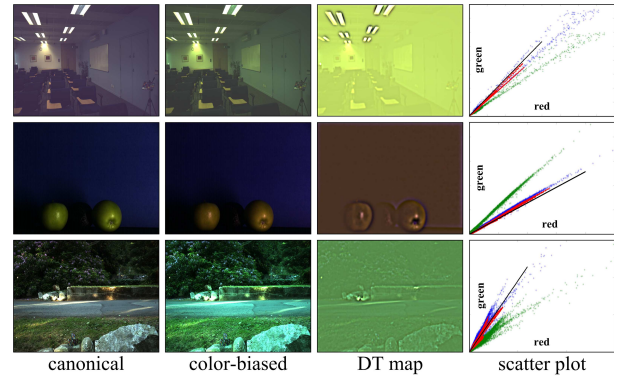 green
red
green
red
green
red
canonical color-biased DT map scatter plot